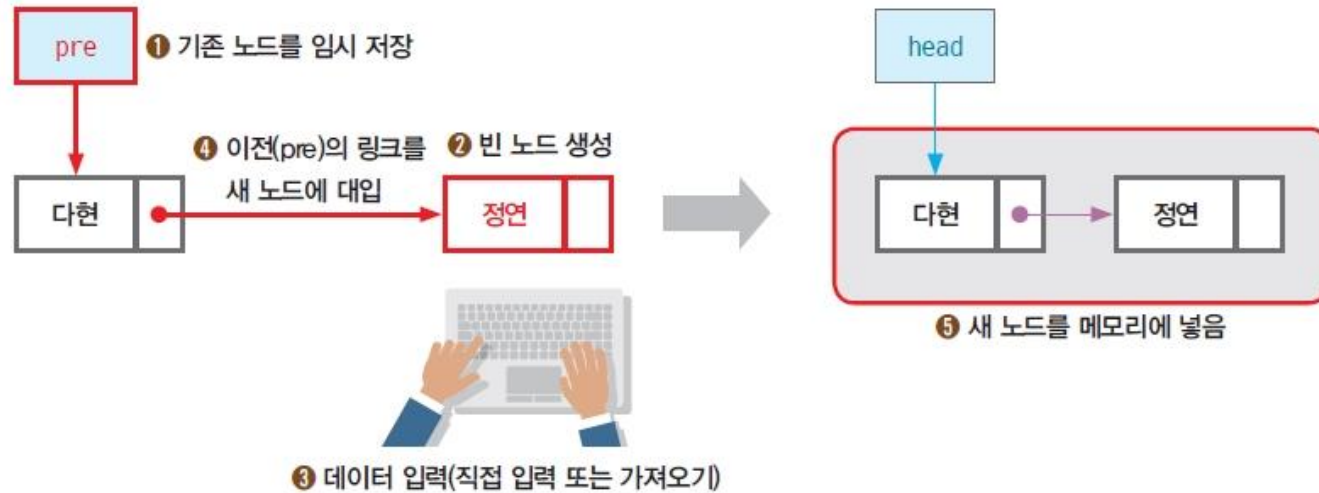 pre
❶ 기존 노드를 임시 저장
head
❹ 이전(pre)의 링크를
새 노드에 대입
❷ 빈 노드 생성
다현
정연
다현
정연
❺ 새 노드를 메모리에 넣음
❸ 데이터 입력(직접 입력 또는 가져오기)